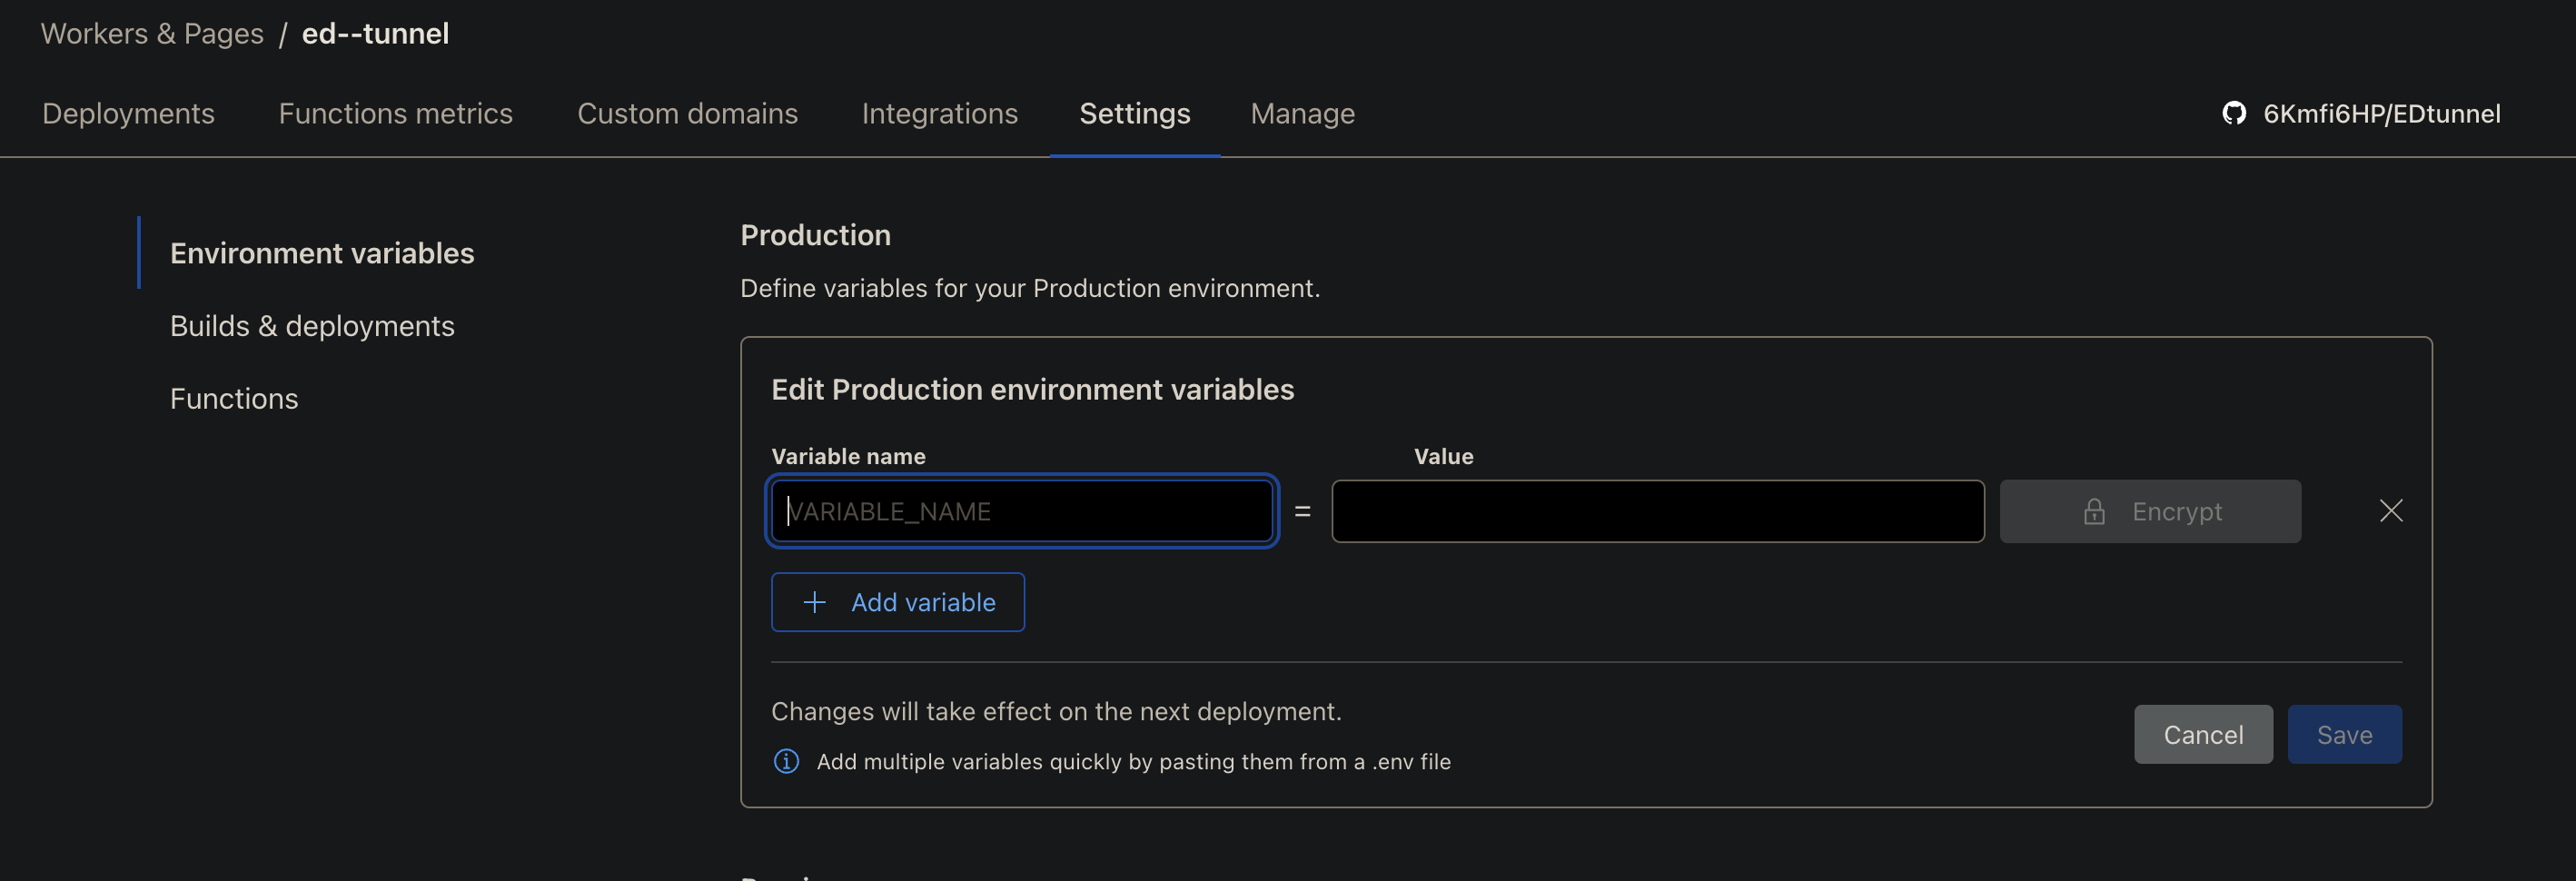 Workers & Pages / ed--tunnel
Deployments Functions metrics Custom domains Integrations Settings Manage 6Kmfi6HP/EDtunnel
Environment variables
Builds & deployments
Functions
Production
Define variables for your Production environment.
Edit Production environment variables
Variable name Value
VARIABLE_NAME = Encrypt
Add variable
Changes will take effect on the next deployment.
Add multiple variables quickly by pasting them from a .env file
Cancel Save